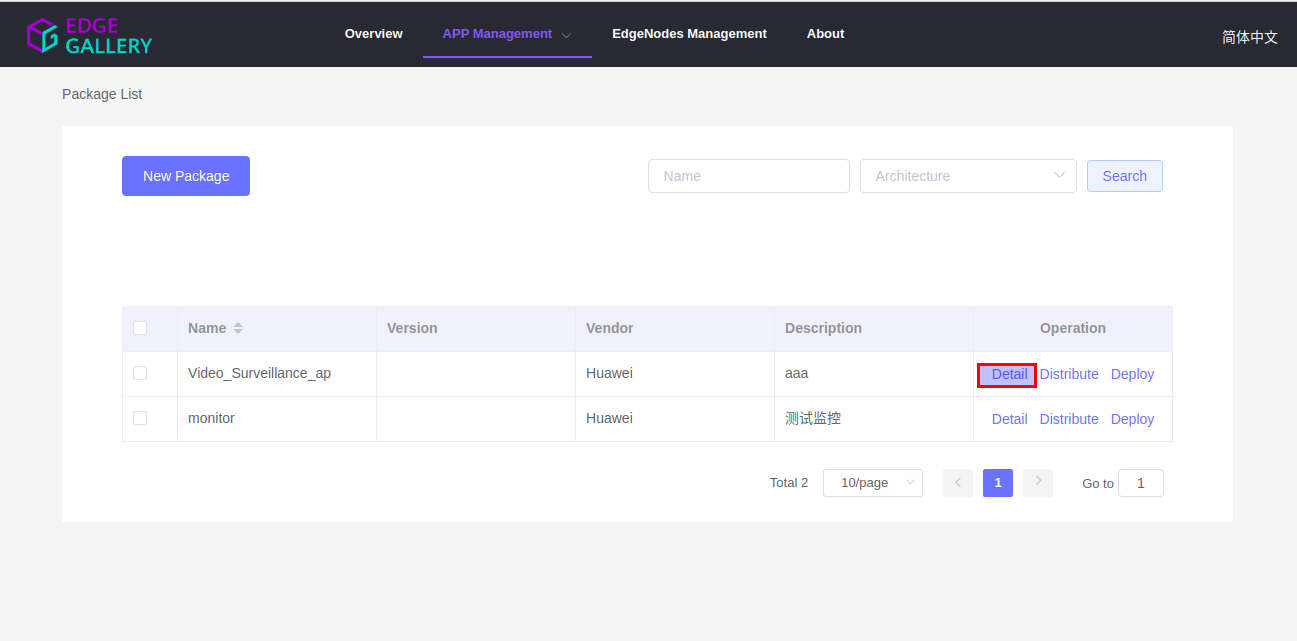 EDGE
GALLERY
Overview APP Management EdgeNodes Management About 简体中文
Package List
New Package Name Architecture Search
Name Version Vendor Description Operation
Video_Surveillance_ap Huawei aaa Detail Distribute Deploy
monitor Huawei 测试监控 Detail Distribute Deploy
Total 2 10/page 1 Go to 1